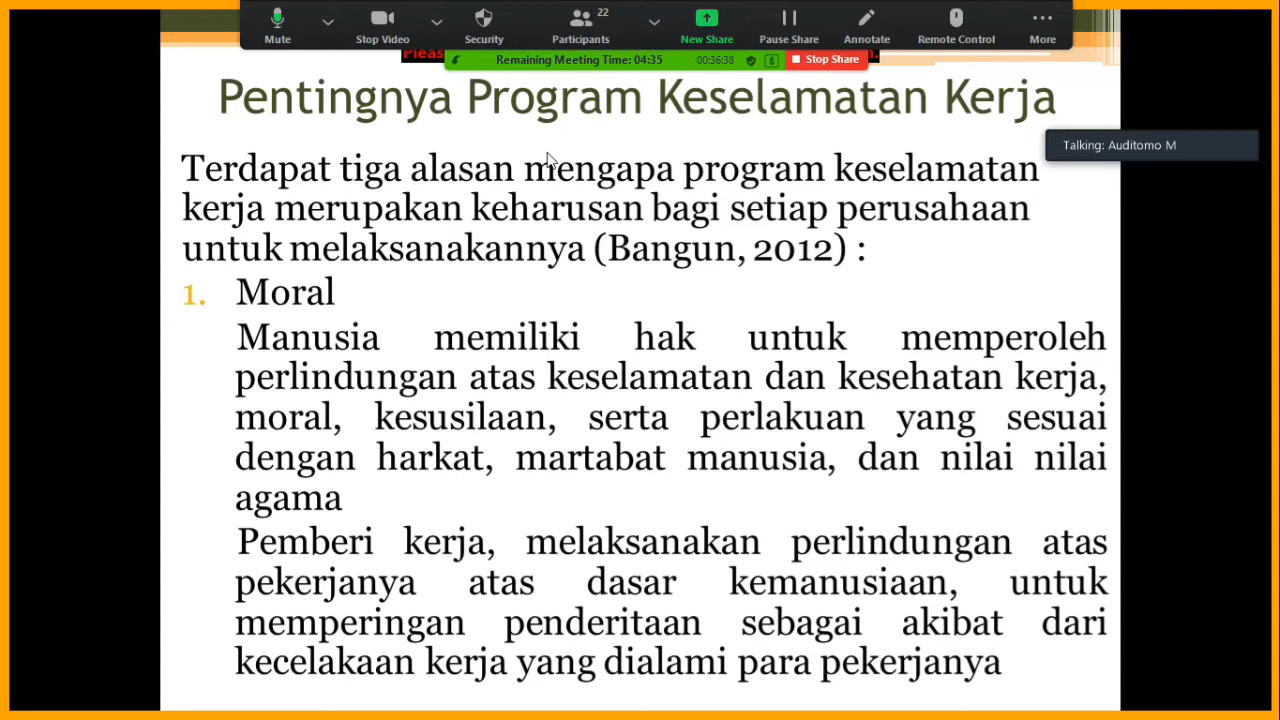 22
Mute
Stop Video
Security
Participants
New Share
Pause Share
Annotate
Remote Control
More
Remaining Meeting Time: 04:35
00:36:38
Stop Share
Pentingnya Program Keselamatan Kerja
Talking: Auditomo M
Terdapat tiga alasan mengapa program keselamatan
kerja merupakan keharusan bagi setiap perusahaan
untuk melaksanakannya (Bangun, 2012) :
1. Moral
Manusia memiliki hak untuk memperoleh
perlindungan atas keselamatan dan kesehatan kerja,
moral, kesusilaan, serta perlakuan yang sesuai
dengan harkat, martabat manusia, dan nilai nilai
agama
Pemberi kerja, melaksanakan perlindungan atas
pekerjanya atas dasar kemanusiaan, untuk
memperingan penderitaan sebagai akibat dari
kecelakaan kerja yang dialami para pekerjanya